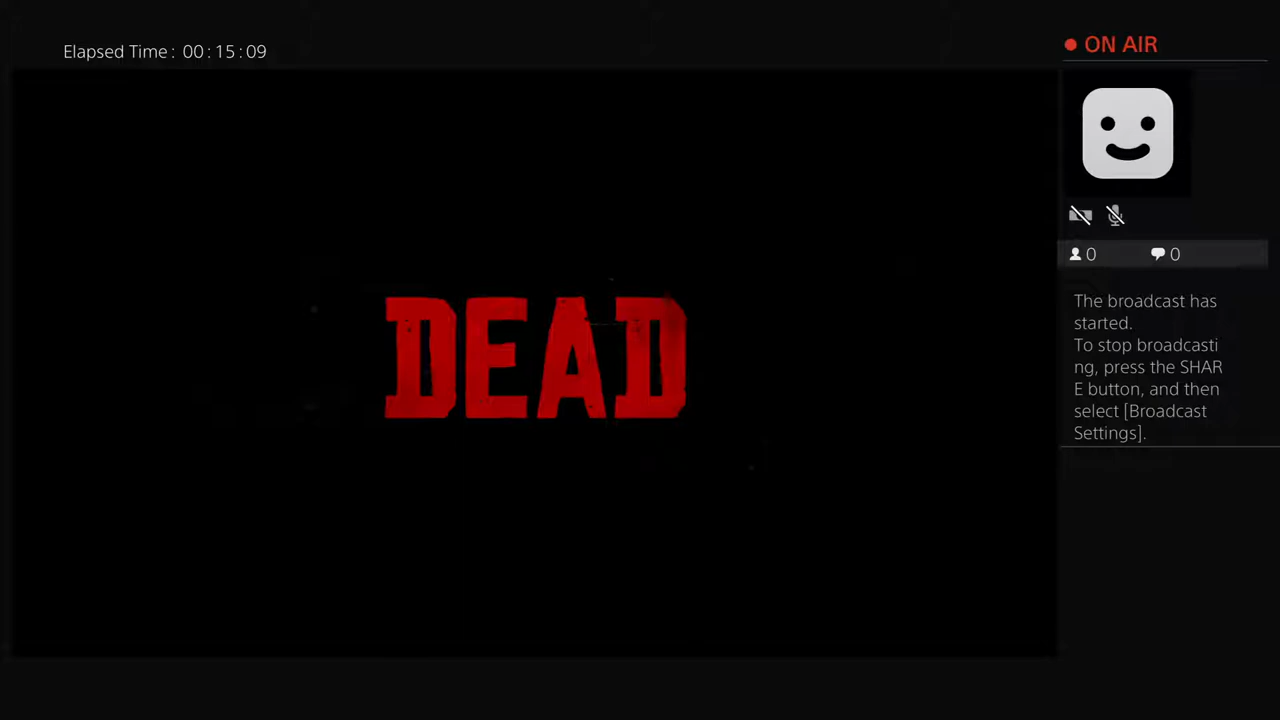 Elapsed Time: 00:15:09
ON AIR
0 0
The broadcast has
started.
To stop broadcasti
ng, press the SHAR
E button, and then
select [Broadcast
Settings].
DEAD